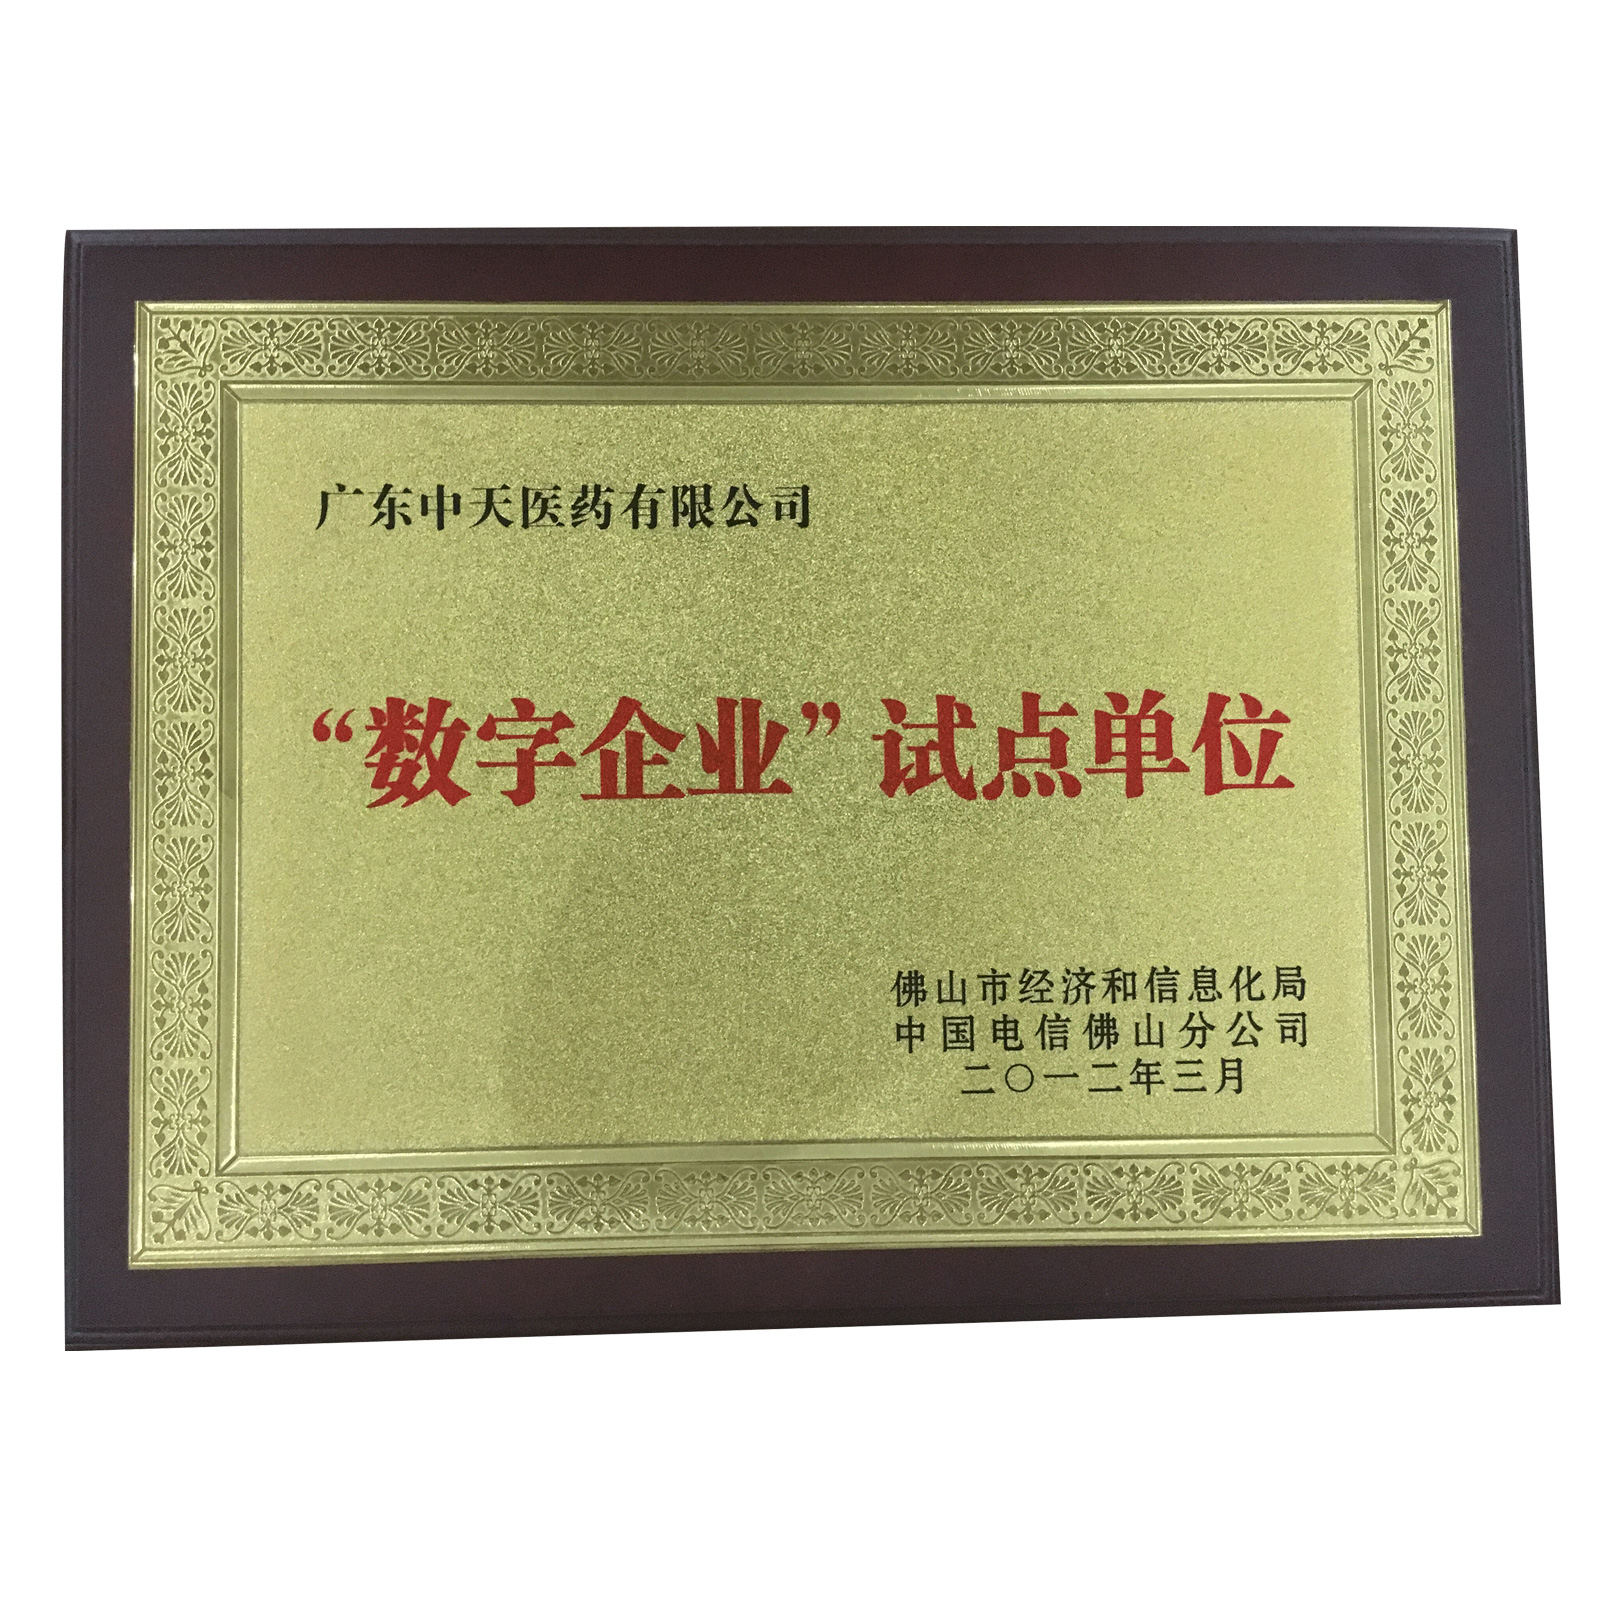 广东中天医药有限公司
“数字企业”试点单位
佛山市经济和信息化局
中国电信佛山分公司
二〇一二年三月